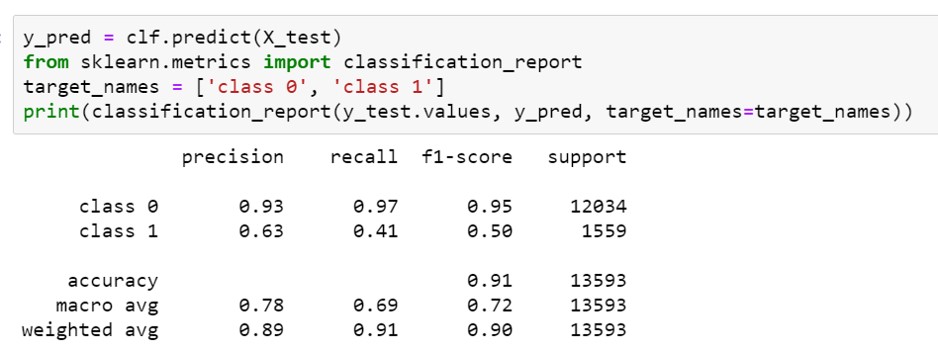 y_pred = clf.predict(X_test)
from sklearn.metrics import classification_report
target_names = ['class 0', 'class 1']
print(classification_report(y_test.values, y_pred, target_names=target_names))
precision recall f1-score support
class 0 0.93 0.97 0.95 12034
class 1 0.63 0.41 0.50 1559
accuracy 0.91 13593
macro avg 0.78 0.69 0.72 13593
weighted avg 0.89 0.91 0.90 13593